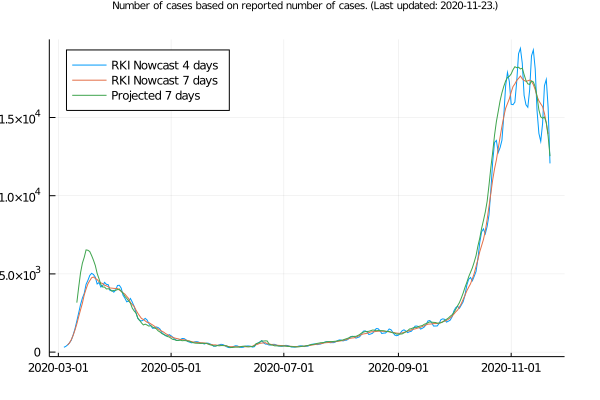 Number of cases based on reported number of cases. (Last updated: 2020-11-23.)
RKI Nowcast 4 days
RKI Nowcast 7 days
Projected 7 days
1.5×10⁴
1.0×10⁴
5.0×10³
0
2020-03-01 2020-05-01 2020-07-01 2020-09-01 2020-11-01